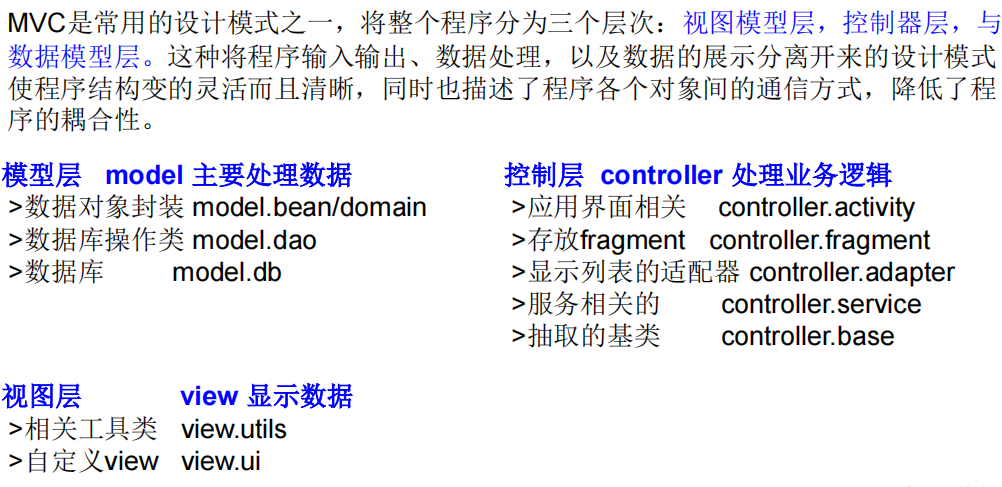 MVC是常用的设计模式之一，将整个程序分为三个层次：视图模型层，控制器层，与
数据模型层。这种将程序输入输出、数据处理，以及数据的展示分离开来的设计模式
使程序结构变的灵活而且清晰，同时也描述了程序各个对象间的通信方式，降低了程
序的耦合性。
模型层 model 主要处理数据
>数据对象封装 model.bean/domain
>数据库操作类 model.dao
>数据库 model.db
控制层 controller 处理业务逻辑
>应用界面相关 controller.activity
>存放fragment controller.fragment
>显示列表的适配器 controller.adapter
>服务相关的 controller.service
>抽取的基类 controller.base
视图层 view 显示数据
>相关工具类 view.utils
>自定义view view.ui